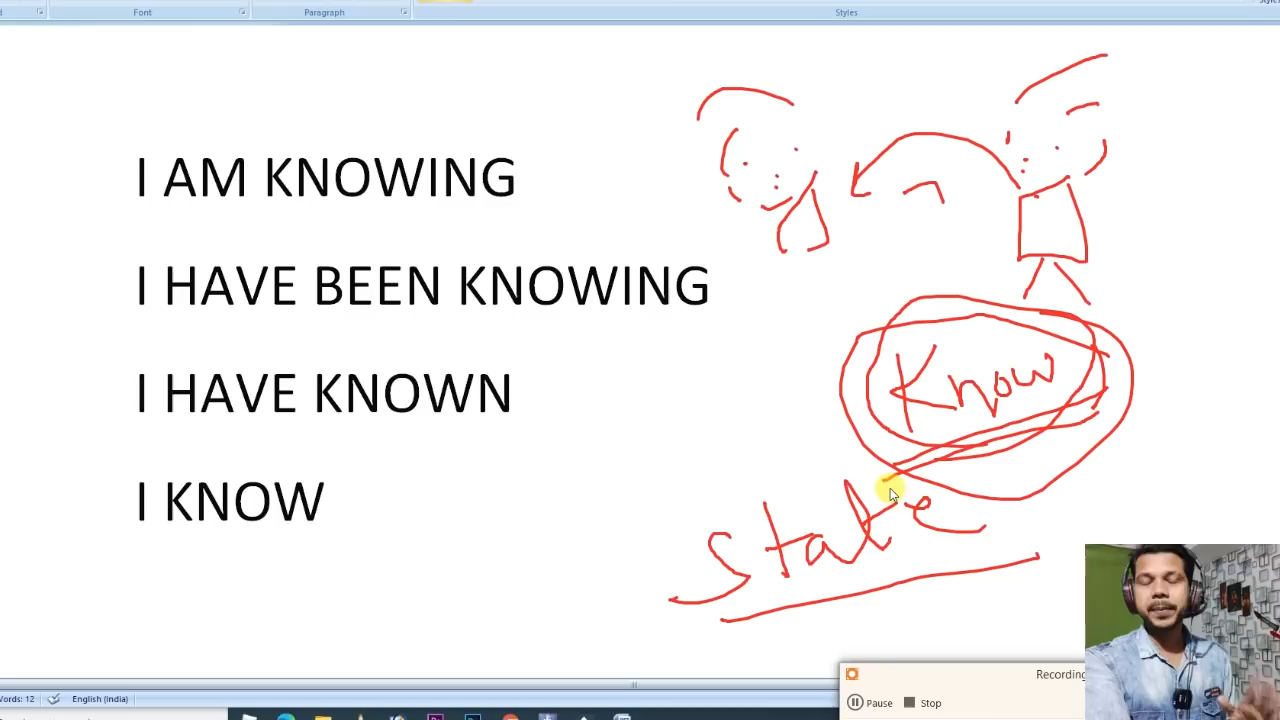 Font
Paragraph
Styles
I AM KNOWING
I HAVE BEEN KNOWING
I HAVE KNOWN
I KNOW
Know
State
Recording
Pause
Stop
Words: 12
English (India)